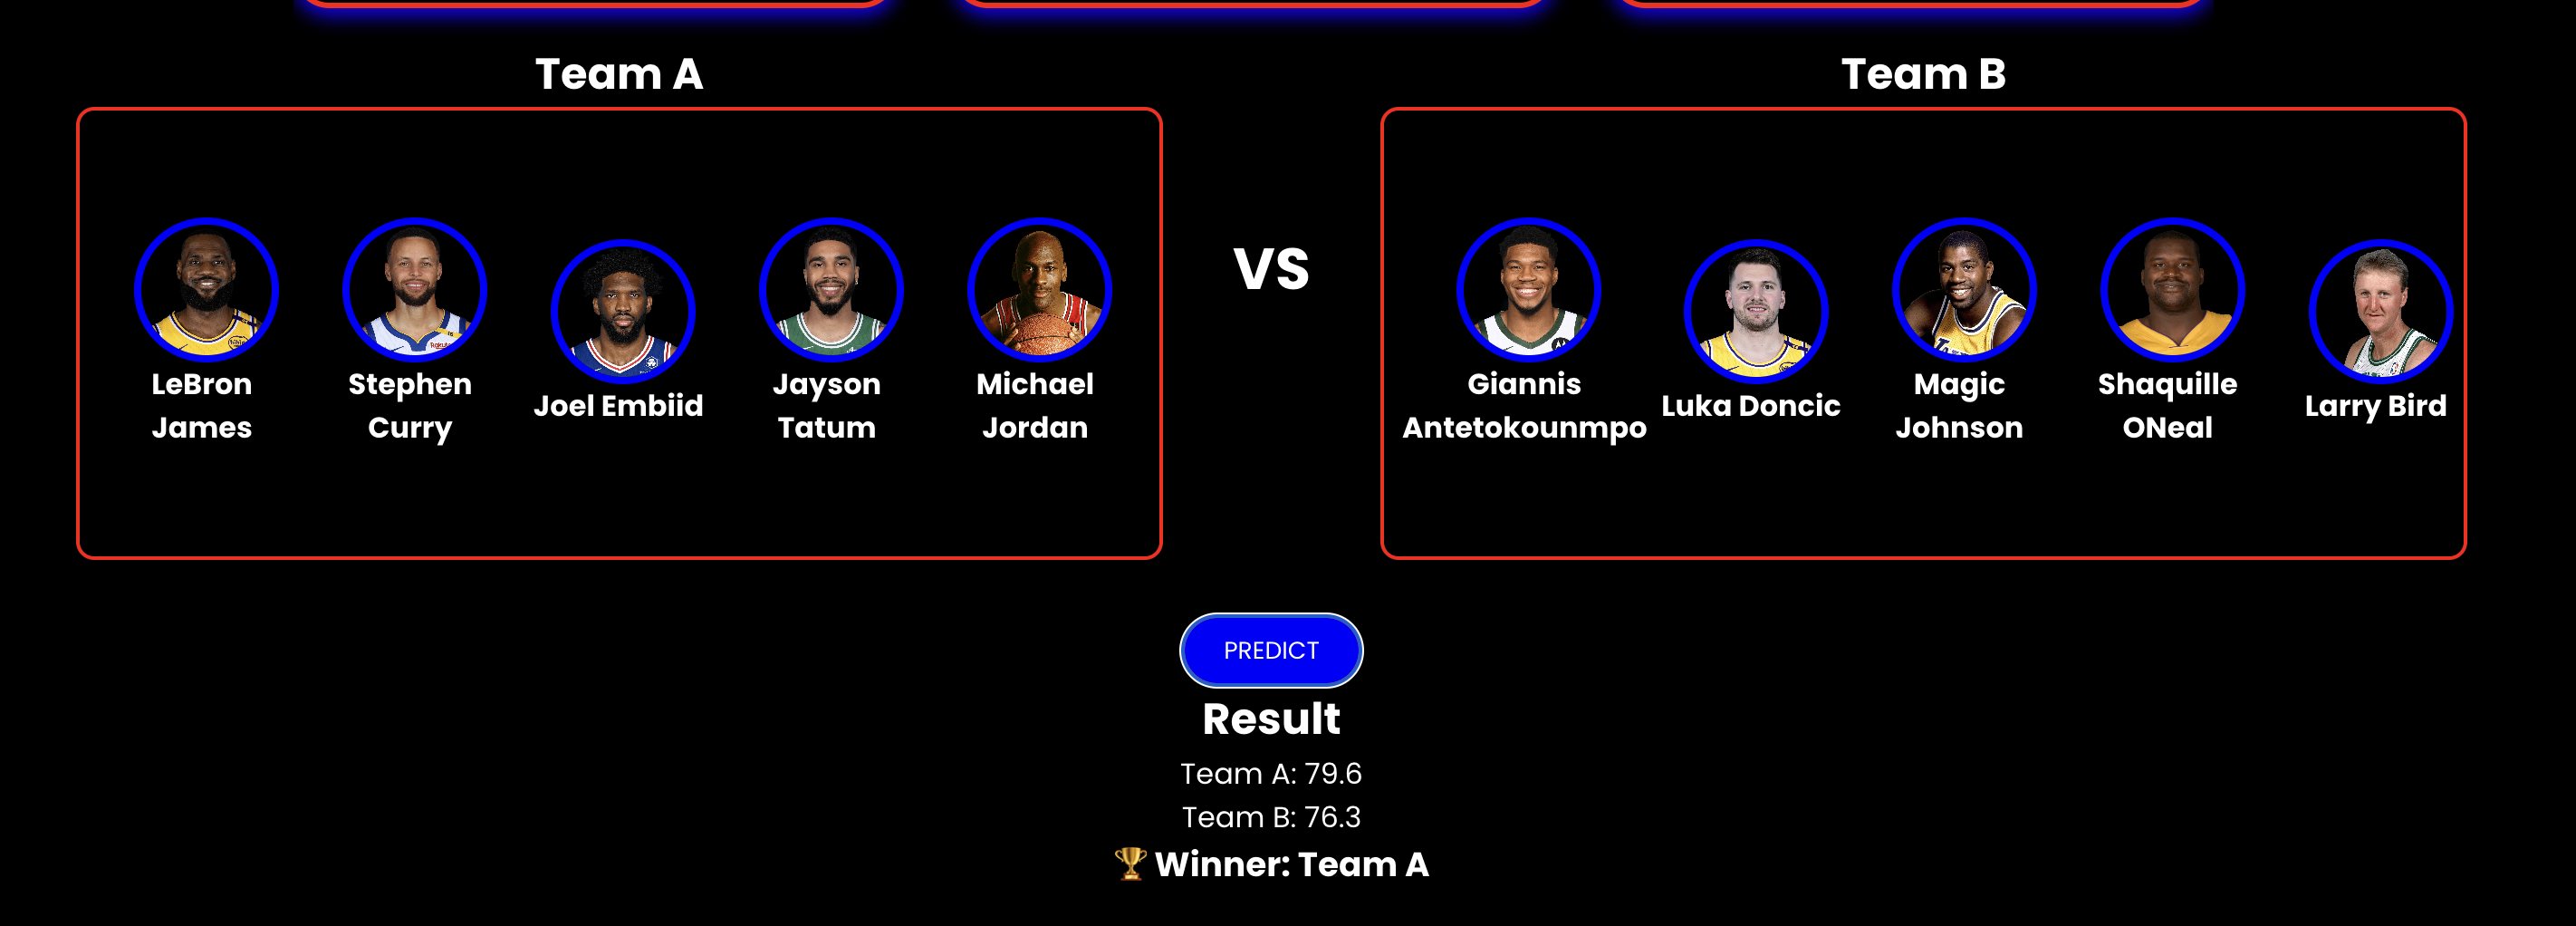 Team A
Team B
LeBron
James
Stephen
Curry
Joel Embiid
Jayson
Tatum
Michael
Jordan
VS
Giannis
Antetokounmpo
Luka Doncic
Magic
Johnson
Shaquille
ONeal
Larry Bird
PREDICT
Result
Team A: 79.6
Team B: 76.3
🏆 Winner: Team A